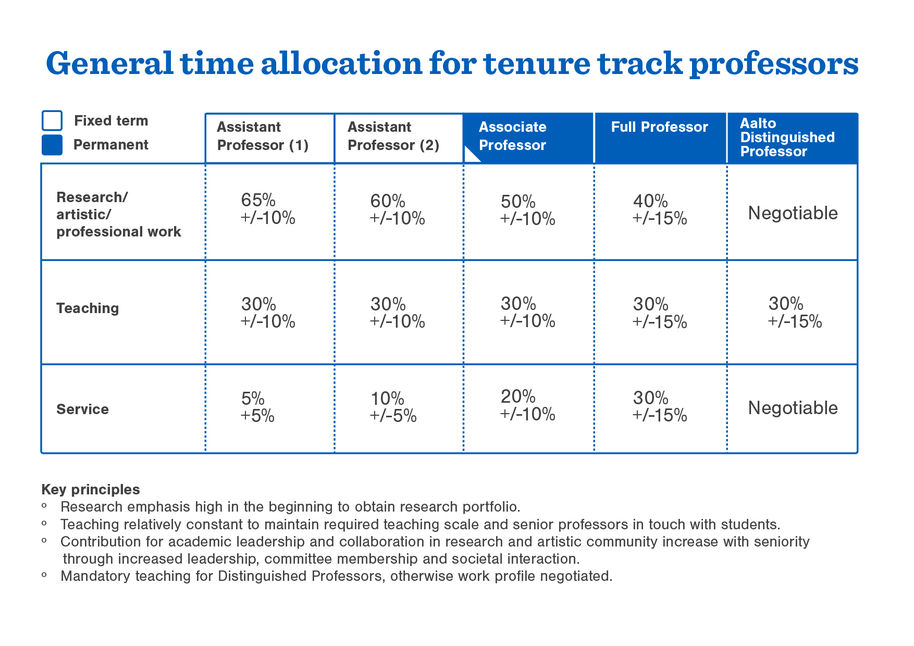 General time allocation for tenure track professors
Fixed term
Permanent
Assistant
Professor (1)
Assistant
Professor (2)
Associate
Professor
Full Professor
Aalto
Distinguished
Professor
Research/
artistic/
professional work
65%
+/-10%
60%
+/-10%
50%
+/-10%
40%
+/-15%
Negotiable
Teaching
30%
+/-10%
30%
+/-10%
30%
+/-10%
30%
+/-15%
30%
+/-15%
Service
5%
+5%
10%
+/-5%
20%
+/-10%
30%
+/-15%
Negotiable
Key principles
º Research emphasis high in the beginning to obtain research portfolio.
º Teaching relatively constant to maintain required teaching scale and senior professors in touch with students.
º Contribution for academic leadership and collaboration in research and artistic community increase with seniority
through increased leadership, committee membership and societal interaction.
º Mandatory teaching for Distinguished Professors, otherwise work profile negotiated.